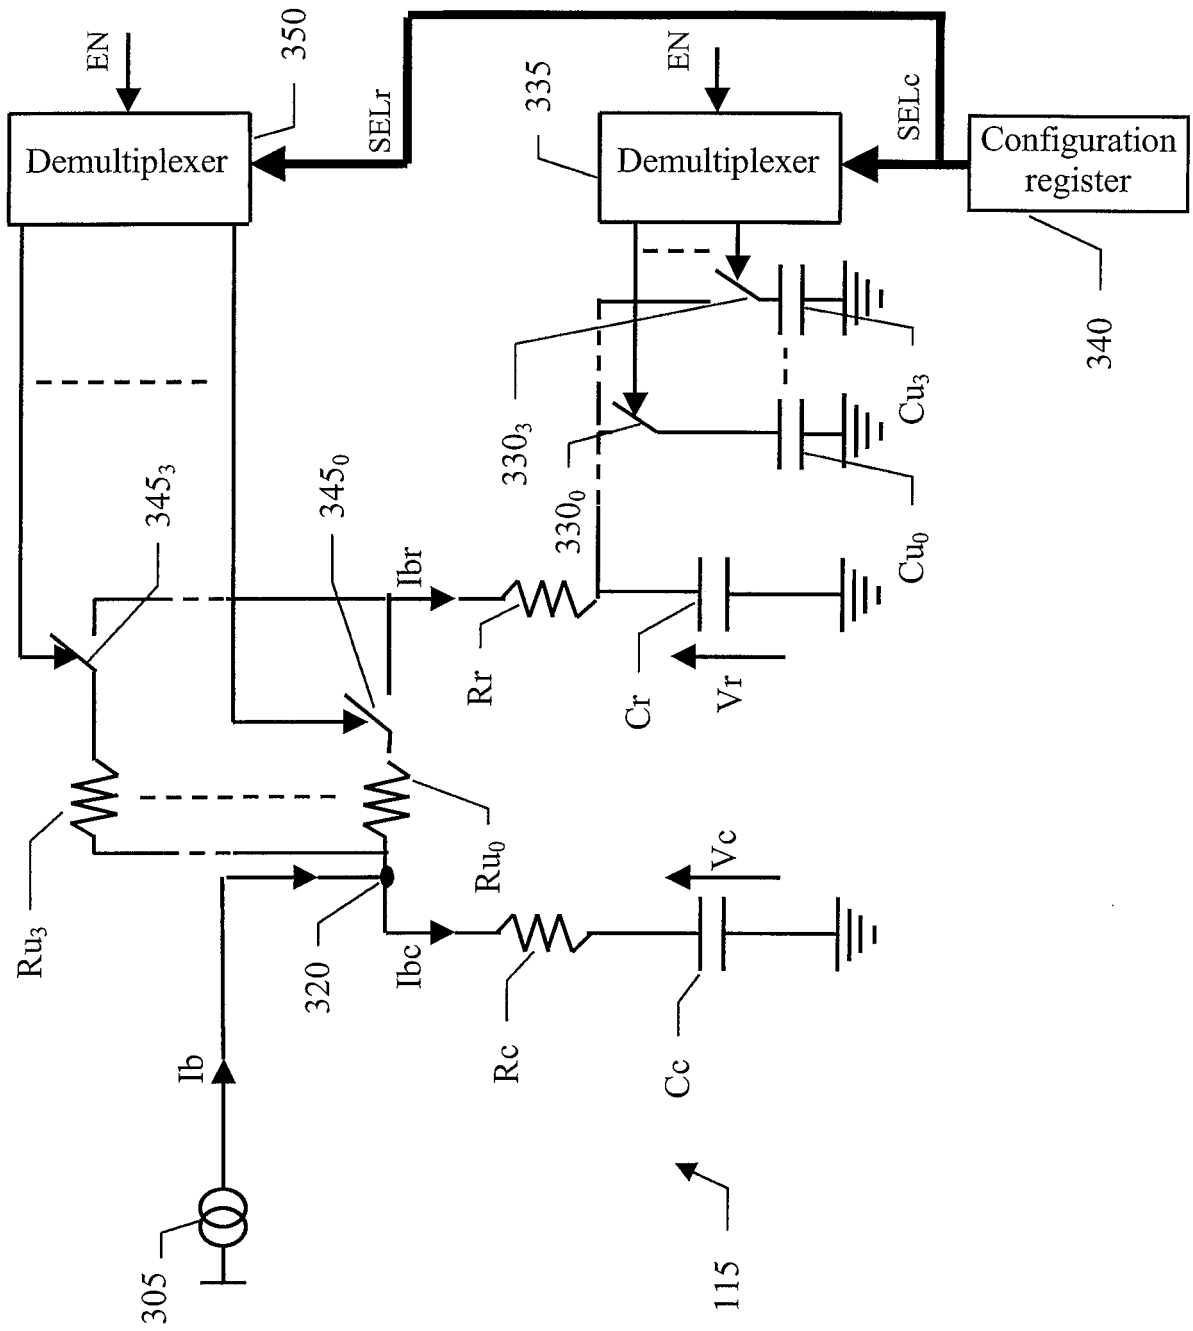 EN
350
Demultiplexer
SELr
EN
335
Demultiplexer
SELc
Configuration
register
340
345₃
345₀
330₃
330₀
Cu₃
Cu₀
Ibr
Rr
Cr
Vr
Ru₃
Ru₀
320
Ibc
Rc
Vc
Cc
Ib
305
115